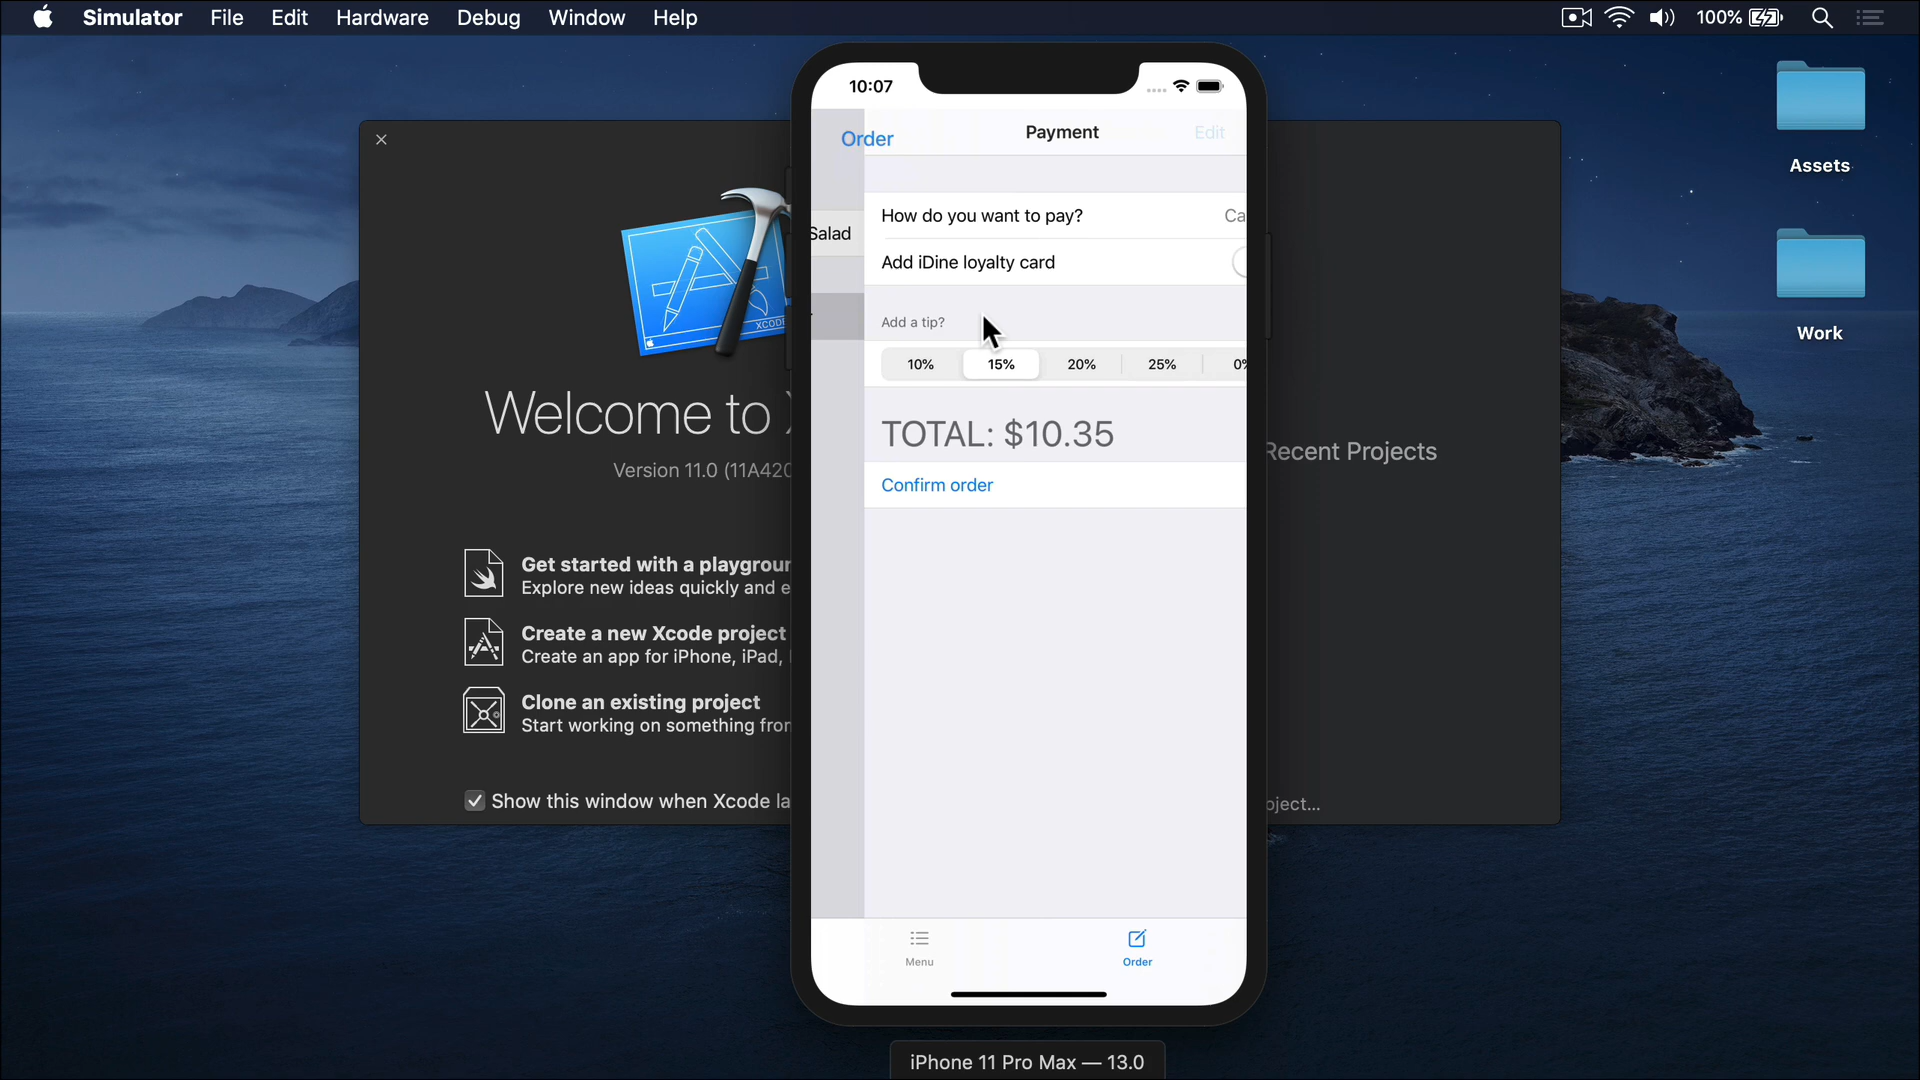 Simulator File Edit Hardware Debug Window Help
100%
10:07
Order Payment Edit
Assets
How do you want to pay? Ca
Salad
Add iDine loyalty card
Add a tip?
10% 15% 20% 25% 0%
Work
XCODE
Welcome to
Version 11.0 (11A420
TOTAL: $10.35
Recent Projects
Confirm order
Get started with a playgroun
Explore new ideas quickly and e
Create a new Xcode project
Create an app for iPhone, iPad,
Clone an existing project
Start working on something from
Show this window when Xcode la
oject...
Menu Order
iPhone 11 Pro Max — 13.0